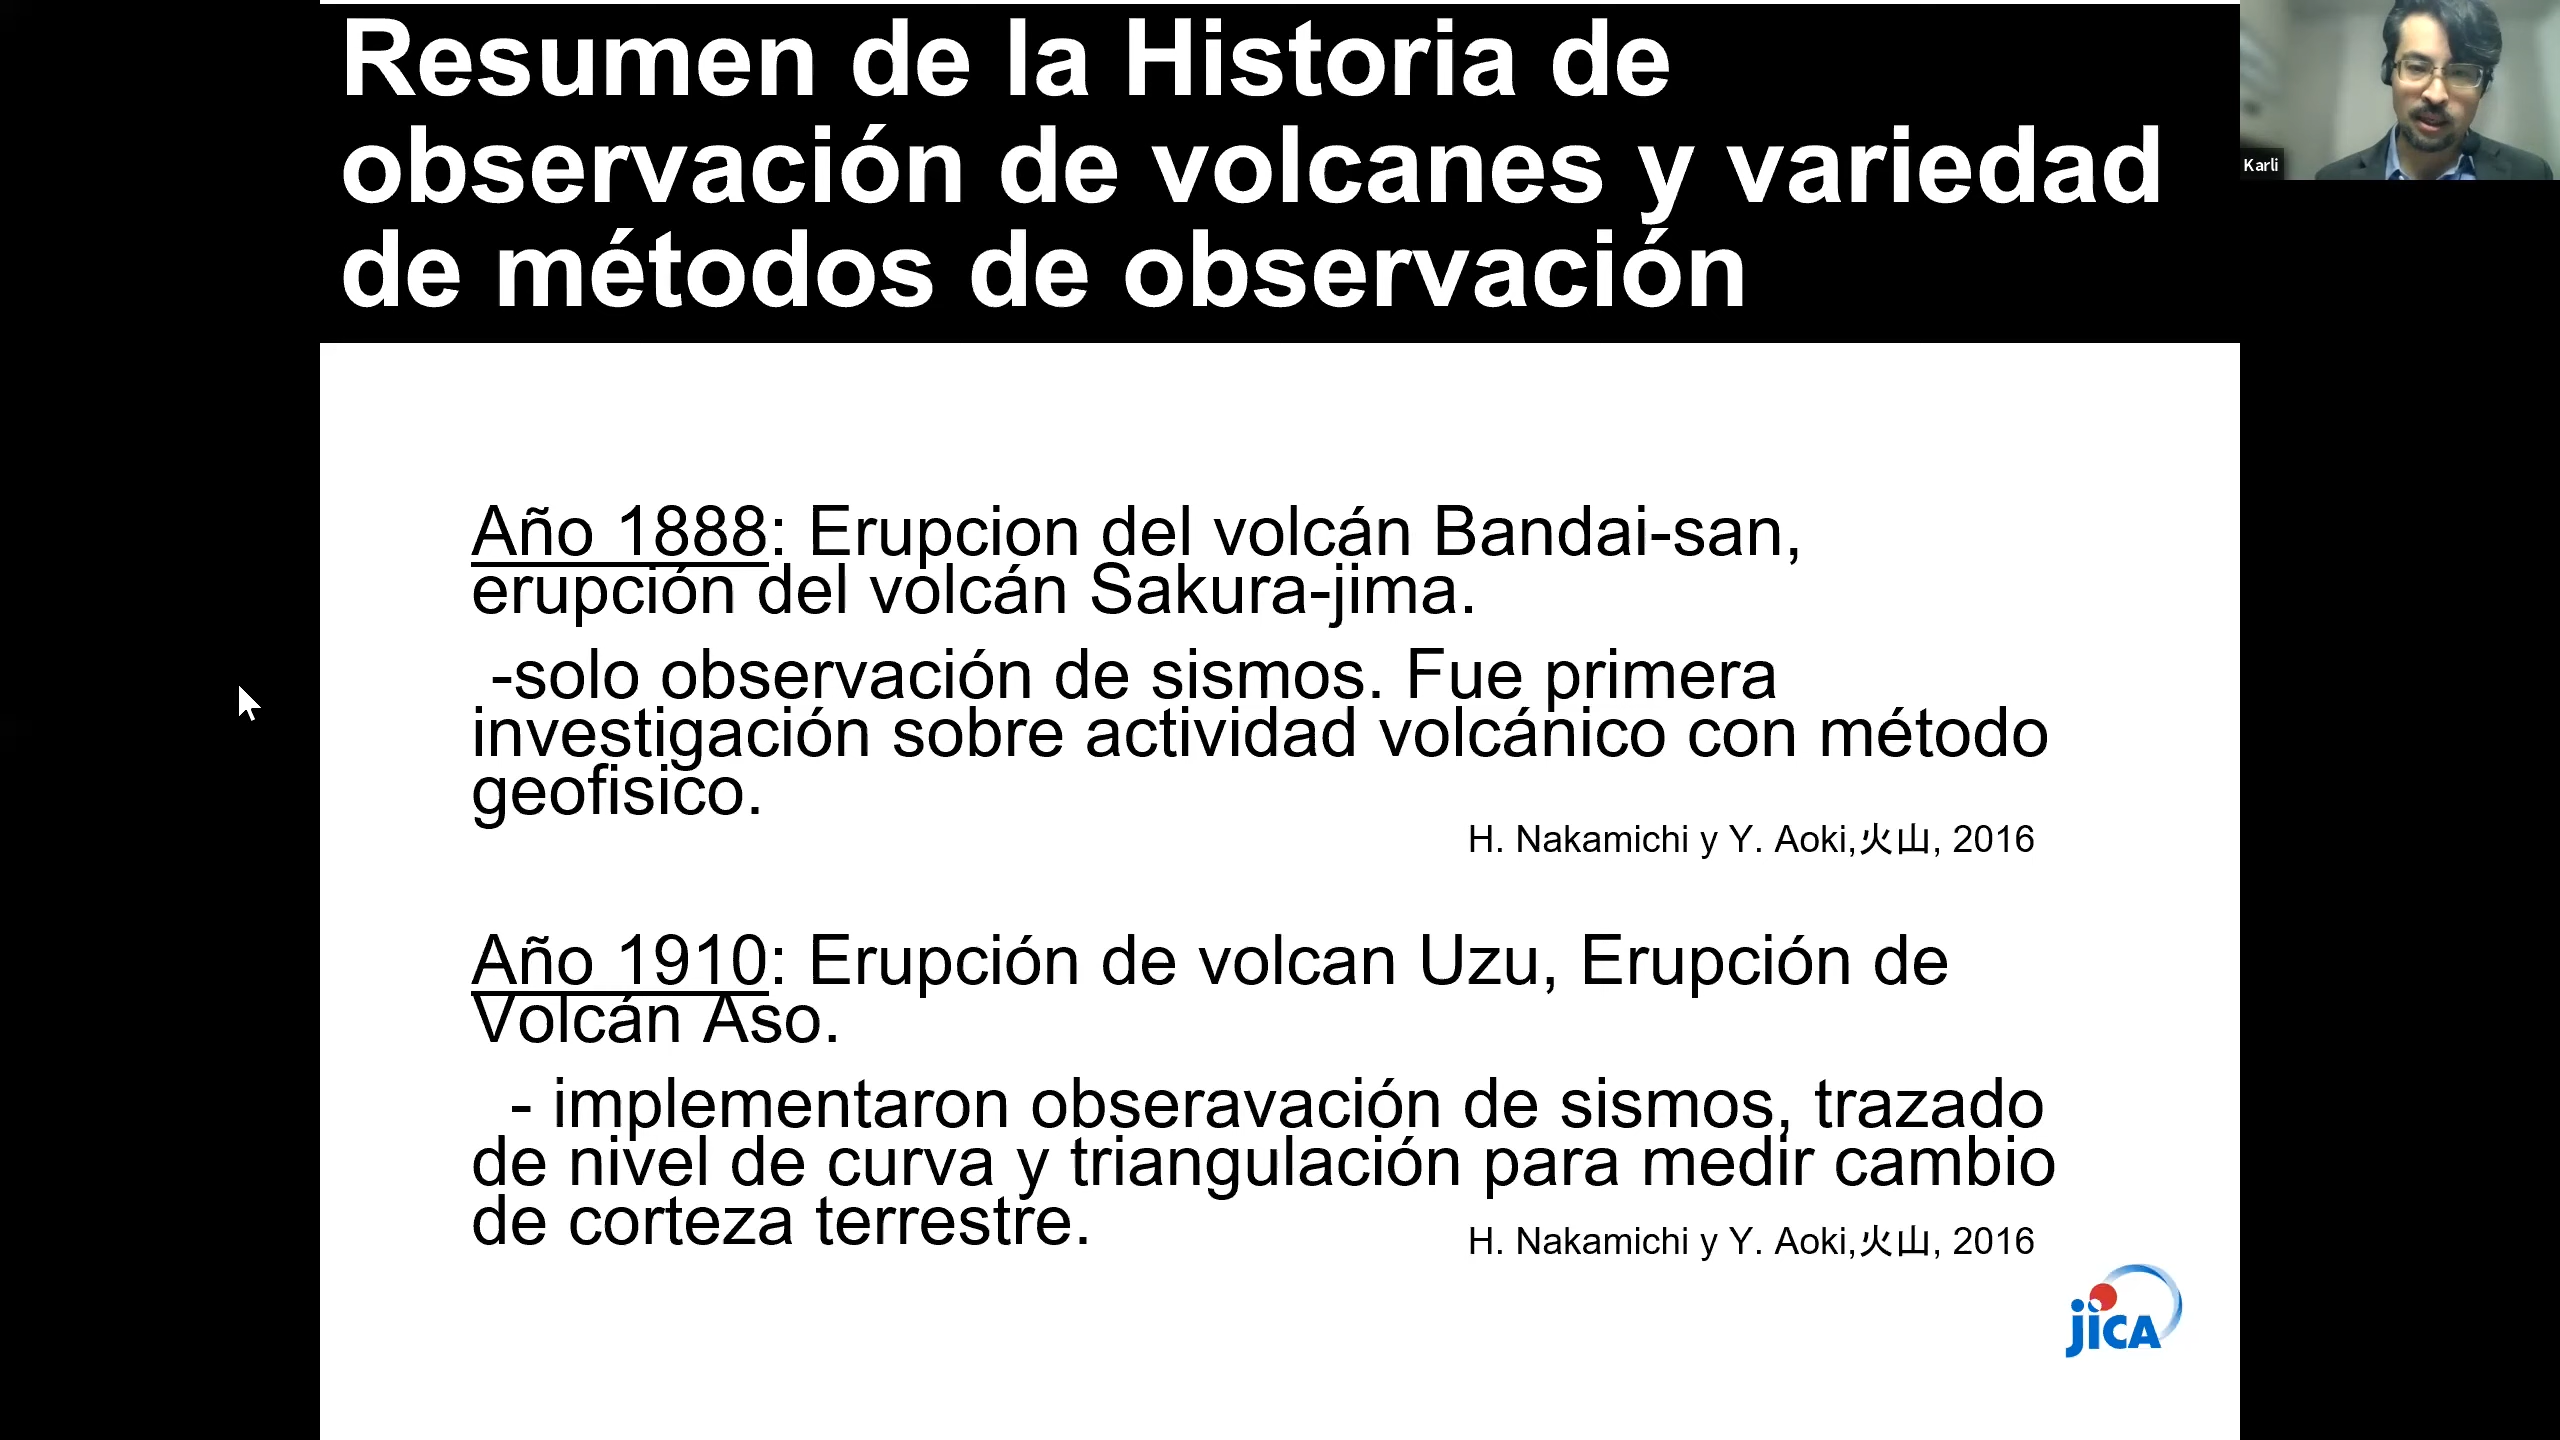 Resumen de la Historia de
observación de volcanes y variedad
de métodos de observación
Karli
Año 1888: Erupcion del volcán Bandai-san,
erupción del volcán Sakura-jima.
-solo observación de sismos. Fue primera
investigación sobre actividad volcánico con método
geofisico.
H. Nakamichi y Y. Aoki,火山, 2016
Año 1910: Erupción de volcan Uzu, Erupción de
Volcán Aso.
- implementaron obseravación de sismos, trazado
de nivel de curva y triangulación para medir cambio
de corteza terrestre.
H. Nakamichi y Y. Aoki,火山, 2016
jICA